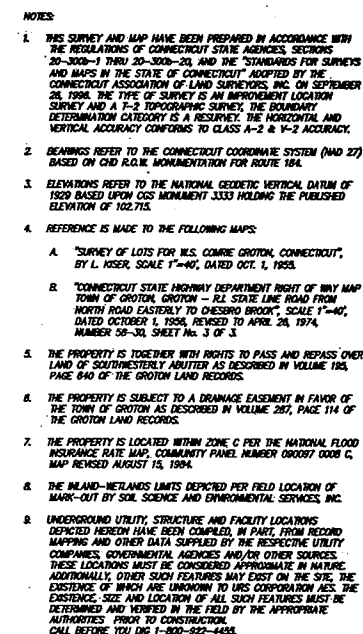 NOTES:
1. THIS SURVEY AND MAP HAVE BEEN PREPARED IN ACCORDANCE WITH
THE REGULATIONS OF CONNECTICUT STATE AGENCIES, SECTIONS
20-300b-1 THRU 20-300b-20, AND THE "STANDARDS FOR SURVEYS
AND MAPS IN THE STATE OF CONNECTICUT" ADOPTED BY THE
CONNECTICUT ASSOCIATION OF LAND SURVEYORS, INC. ON SEPTEMBER
26, 1996. THE TYPE OF SURVEY IS AN IMPROVEMENT LOCATION
SURVEY AND A T-2 TOPOGRAPHIC SURVEY, THE BOUNDARY
DETERMINATION CATEGORY IS A RESURVEY. THE HORIZONTAL AND
VERTICAL ACCURACY CONFORMS TO CLASS A-2 & V-2 ACCURACY.
2. BEARINGS REFER TO THE CONNECTICUT COORDINATE SYSTEM (NAD 27)
BASED ON CHD R.O.W. MONUMENTATION FOR ROUTE 184.
3. ELEVATIONS REFER TO THE NATIONAL GEODETIC VERTICAL DATUM OF
1929 BASED UPON CGS MONUMENT 3333 HOLDING THE PUBLISHED
ELEVATION OF 102.715.
4. REFERENCE IS MADE TO THE FOLLOWING MAPS:
A. "SURVEY OF LOTS FOR W.S. COMRIE GROTON, CONNECTICUT",
BY L. KISER, SCALE 1"=40', DATED OCT. 1, 1955.
B. "CONNECTICUT STATE HIGHWAY DEPARTMENT RIGHT OF WAY MAP
TOWN OF GROTON, GROTON - R.I. STATE LINE ROAD FROM
NORTH ROAD EASTERLY TO CHESBRO BROOK", SCALE 1"=40',
DATED OCTOBER 1, 1956, REVISED TO APRIL 26, 1974,
NUMBER 58-30, SHEET No. 3 OF 3.
5. THE PROPERTY IS TOGETHER WITH RIGHTS TO PASS AND REPASS OVER
LAND OF SOUTHWESTERLY ABUTTER AS DESCRIBED IN VOLUME 195,
PAGE 640 OF THE GROTON LAND RECORDS.
6. THE PROPERTY IS SUBJECT TO A DRAINAGE EASEMENT IN FAVOR OF
THE TOWN OF GROTON AS DESCRIBED IN VOLUME 287, PAGE 114 OF
THE GROTON LAND RECORDS.
7. THE PROPERTY IS LOCATED WITHIN ZONE C PER THE NATIONAL FLOOD
INSURANCE RATE MAP, COMMUNITY PANEL NUMBER 090097 0008 C,
MAP REVISED AUGUST 15, 1984.
8. THE INLAND-WETLANDS LIMITS DEPICTED PER FIELD LOCATION OF
MARK-OUT BY SOIL SCIENCE AND ENVIRONMENTAL SERVICES, INC.
9. UNDERGROUND UTILITY, STRUCTURE AND FACILITY LOCATIONS
DEPICTED HEREON HAVE BEEN COMPILED, IN PART, FROM RECORD
MAPPING AND OTHER DATA SUPPLIED BY THE RESPECTIVE UTILITY
COMPANIES, GOVERNMENTAL AGENCIES AND/OR OTHER SOURCES.
THESE LOCATIONS MUST BE CONSIDERED APPROXIMATE IN NATURE.
ADDITIONALLY, OTHER SUCH FEATURES MAY EXIST ON THE SITE, THE
EXISTENCE OF WHICH ARE UNKNOWN TO URS CORPORATION AES. THE
EXISTENCE, SIZE AND LOCATION OF ALL SUCH FEATURES MUST BE
DETERMINED AND VERIFIED IN THE FIELD BY THE APPROPRIATE
AUTHORITIES PRIOR TO CONSTRUCTION.
CALL BEFORE YOU DIG 1-800-922-4455.